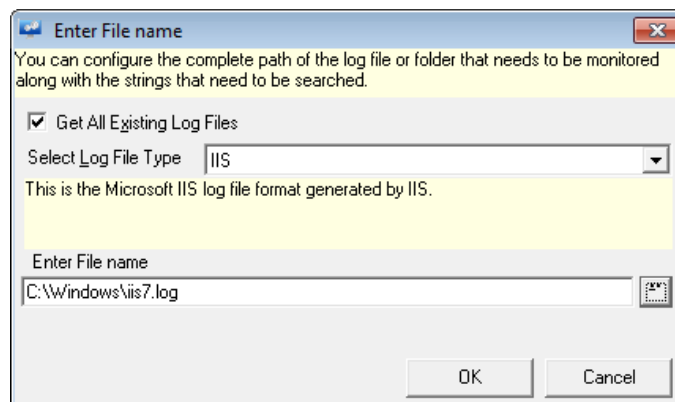 Enter File name
You can configure the complete path of the log file or folder that needs to be monitored
along with the strings that need to be searched.
Get All Existing Log Files
Select Log File Type IIS
This is the Microsoft IIS log file format generated by IIS.
Enter File name
C:\Windows\iis7.log
OK Cancel